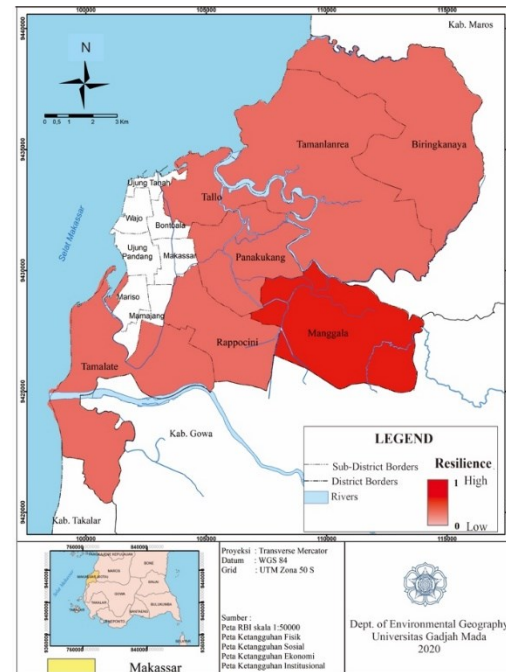 100000
105000
110000
115000
Kab. Maros
N
0 0,5 1 2 3 Km
Biringkanaya
Tamanlanrea
Ujung Tanah
Tallo
Wajo
Bontoala
Selat Makassar
Ujung
Pandang
Makassar
Panakukang
Mariso
Mamajang
Manggala
Rappocini
Tamalate
Kab. Gowa
Kab. Takalar
LEGEND
Sub-District Borders
District Borders
Rivers
Resilience
1 High
0 Low
Makassar
Proyeksi : Transverse Mercator
Datum : WGS 84
Grid : UTM Zona 50 S
Sumber :
Peta RBI skala 1:50000
Peta Ketangguhan Fisik
Peta Ketangguhan Sosial
Peta Ketangguhan Ekonomi
Peta Ketangguhan Institusional
Dept. of Environmental Geography
Universitas Gadjah Mada
2020